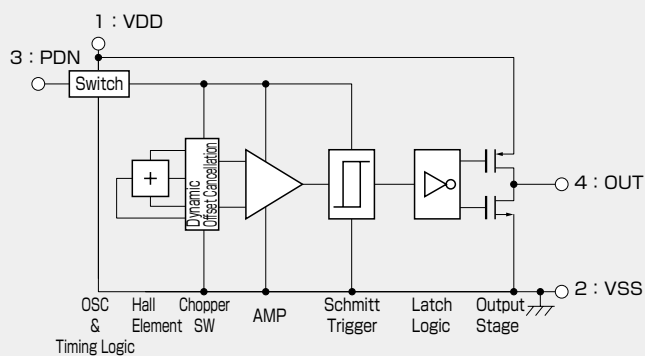 1 : VDD
3 : PDN
Switch
Dynamic
Offset Cancellation
4 : OUT
2 : VSS
OSC
&
Timing Logic
Hall
Element
Chopper
SW
AMP
Schmitt
Trigger
Latch
Logic
Output
Stage